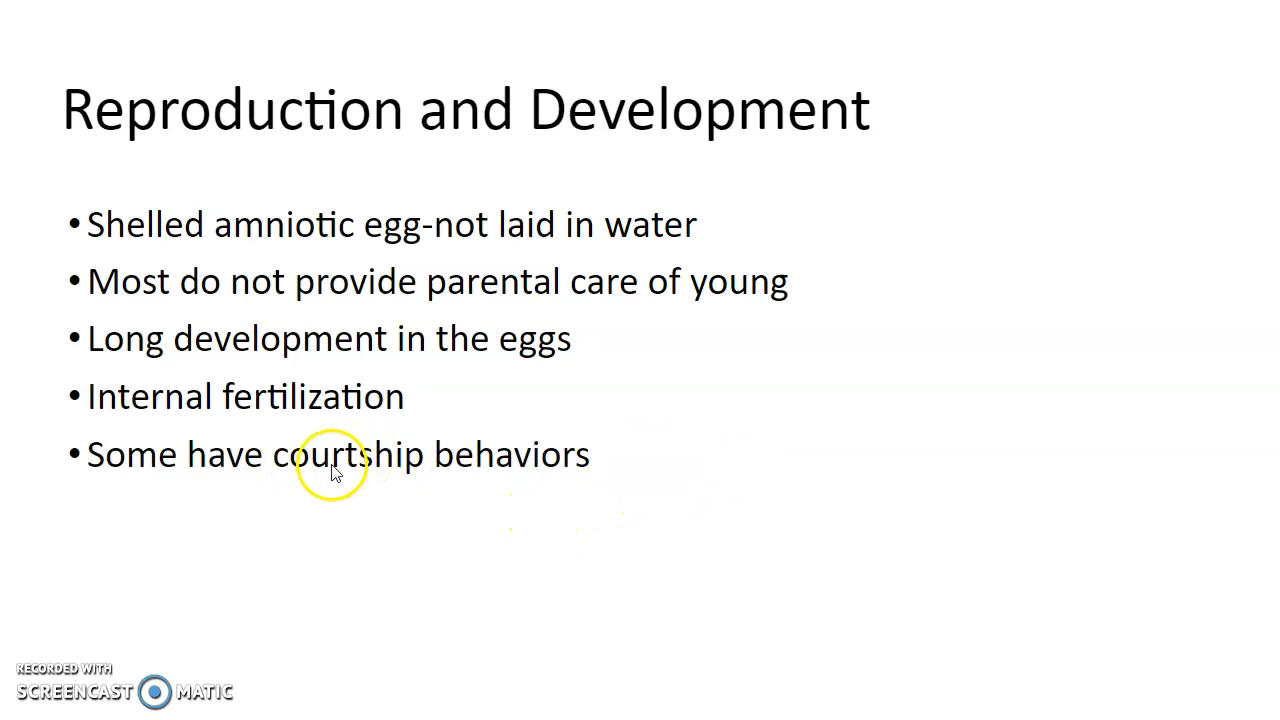 Reproduction and Development
•Shelled amniotic egg-not laid in water
•Most do not provide parental care of young
•Long development in the eggs
•Internal fertilization
•Some have courtship behaviors
RECORDED WITH
SCREENCAST MATIC